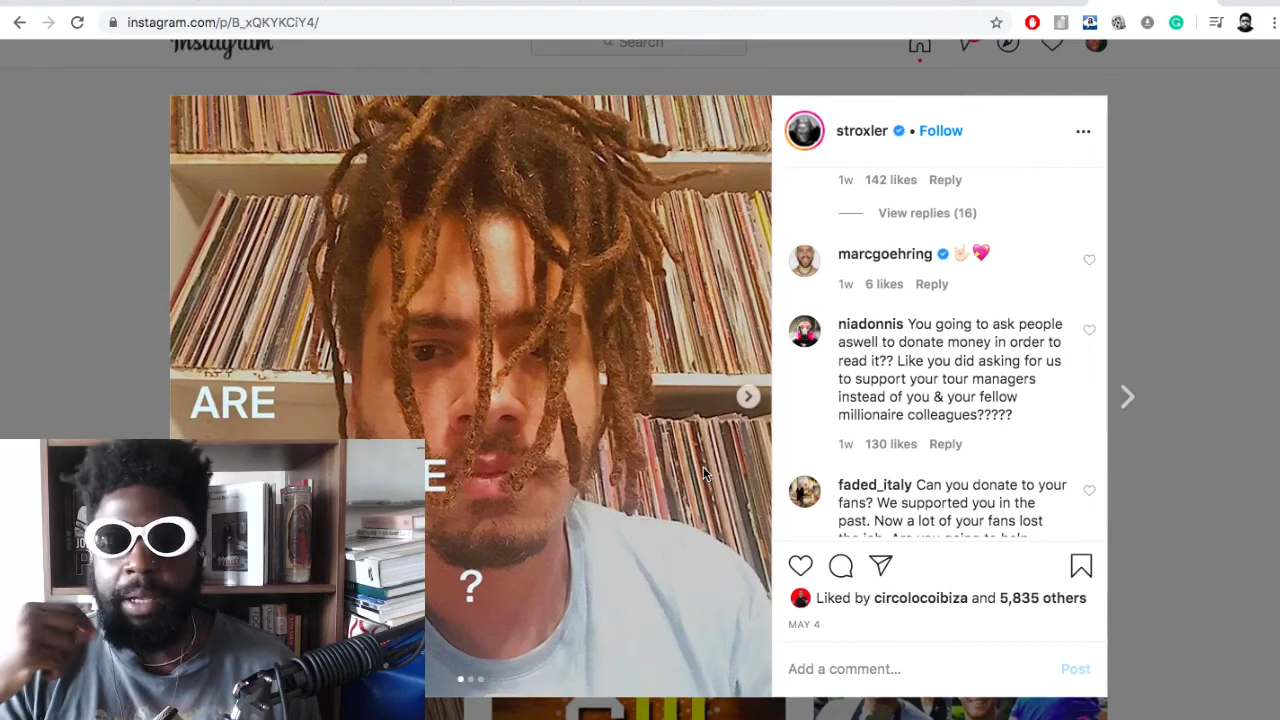 instagram.com/p/B_xQKYKCiY4/
Instagram
Search
stroxler • Follow
1w 142 likes Reply
View replies (16)
marcgoehring 🤘🏻💖
1w 6 likes Reply
niadonnis You going to ask people
aswell to donate money in order to
read it?? Like you did asking for us
to support your tour managers
instead of you & your fellow
millionaire colleagues?????
1w 130 likes Reply
faded_italy Can you donate to your
fans? We supported you in the
past. Now a lot of your fans lost
ARE
E
?
Liked by circolocoibiza and 5,835 others
MAY 4
Add a comment... Post